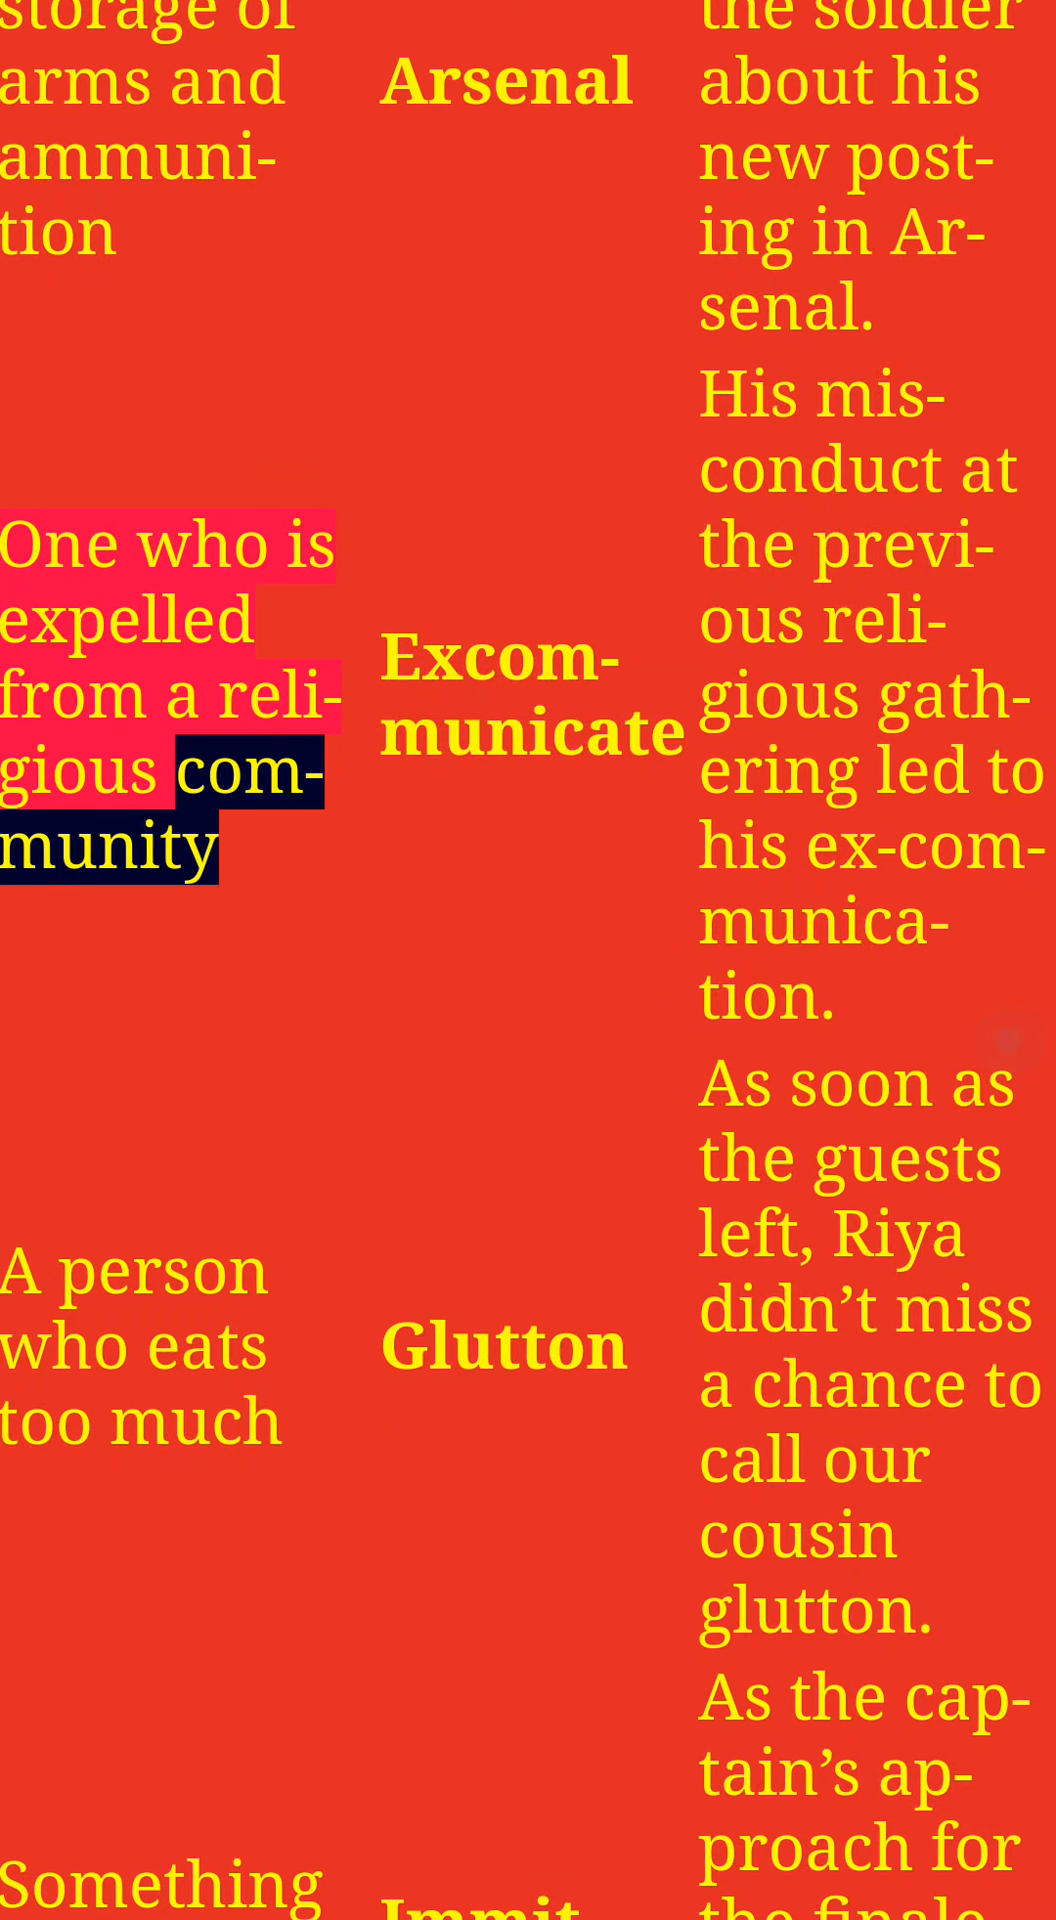 storage of
arms and
ammuni-
tion
Arsenal
the soldier
about his
new post-
ing in Ar-
senal.
One who is
expelled
from a reli-
gious com-
munity
Excom-
municate
His mis-
conduct at
the previ-
ous reli-
gious gath-
ering led to
his ex-com-
munica-
tion.
A person
who eats
too much
Glutton
As soon as
the guests
left, Riya
didn’t miss
a chance to
call our
cousin
glutton.
Something
Immit
As the cap-
tain’s ap-
proach for
the finale